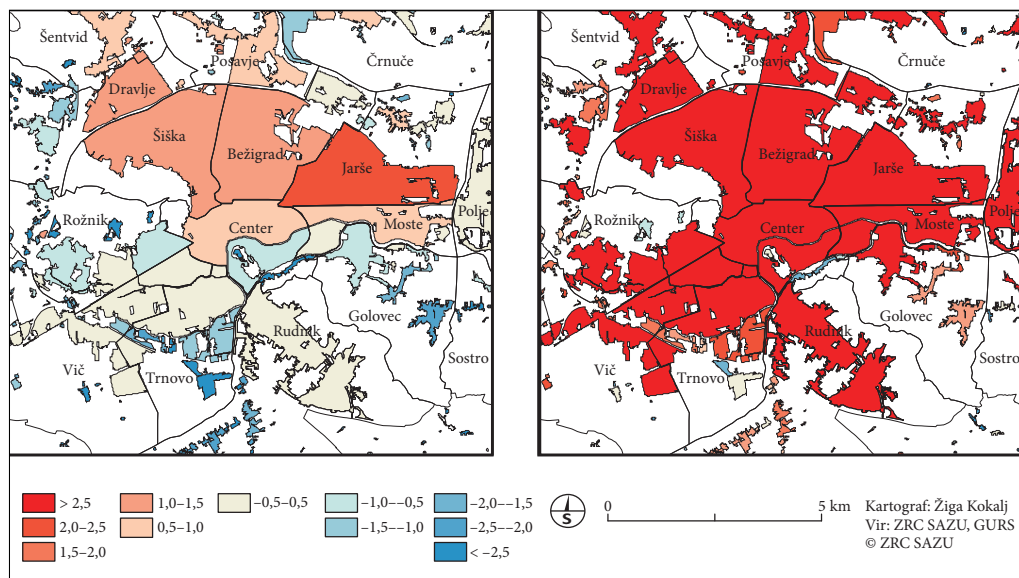 Šentvid
Posavje
Črnuče
Dravlje
Šiška
Bežigrad
Jarše
Rožnik
Center
Moste
Polje
Golovec
Rudnik
Sostro
Vič
Trnovo
Šentvid
Posavje
Črnuče
Dravlje
Šiška
Bežigrad
Jarše
Rožnik
Center
Moste
Polje
Golovec
Rudnik
Sostro
Vič
Trnovo
> 2,5
2,0–2,5
1,5–2,0
1,0–1,5
0,5–1,0
–0,5–0,5
–1,0––0,5
–1,5––1,0
–2,0––1,5
–2,5––2,0
< –2,5
S
0
5 km
Kartograf: Žiga Kokalj
Vir: ZRC SAZU, GURS
© ZRC SAZU